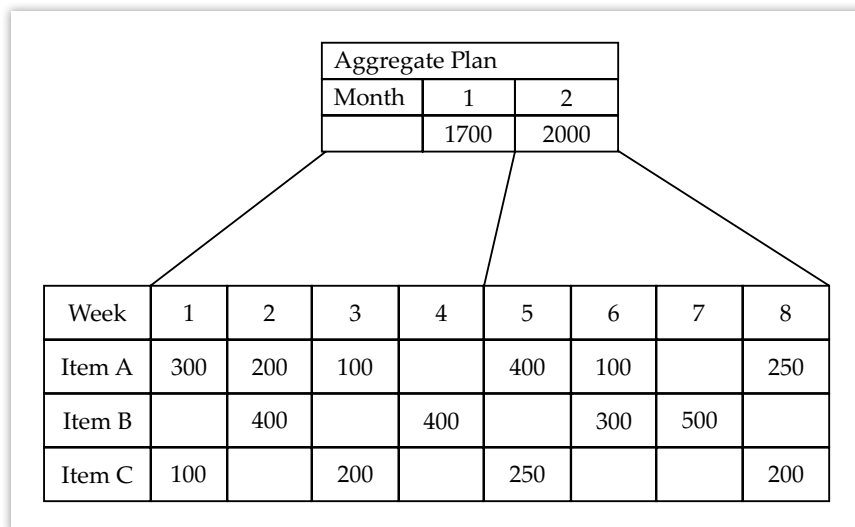 Aggregate Plan
Month 1 2
1700 2000
Week 1 2 3 4 5 6 7 8
Item A 300 200 100 400 100 250
Item B 400 400 300 500
Item C 100 200 250 200